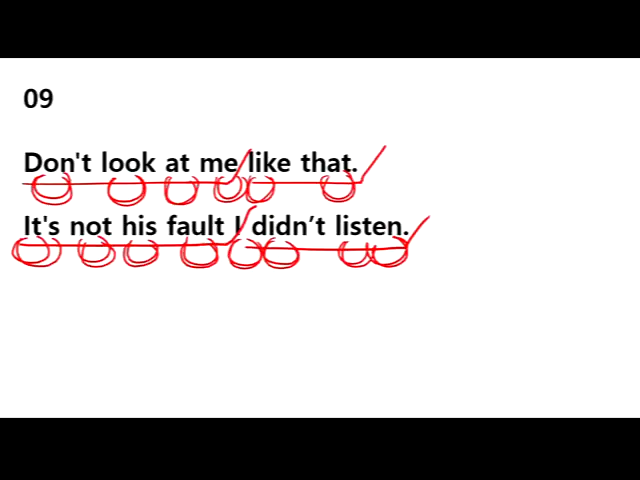 09
Don't look at me like that.
It's not his fault I didn’t listen.